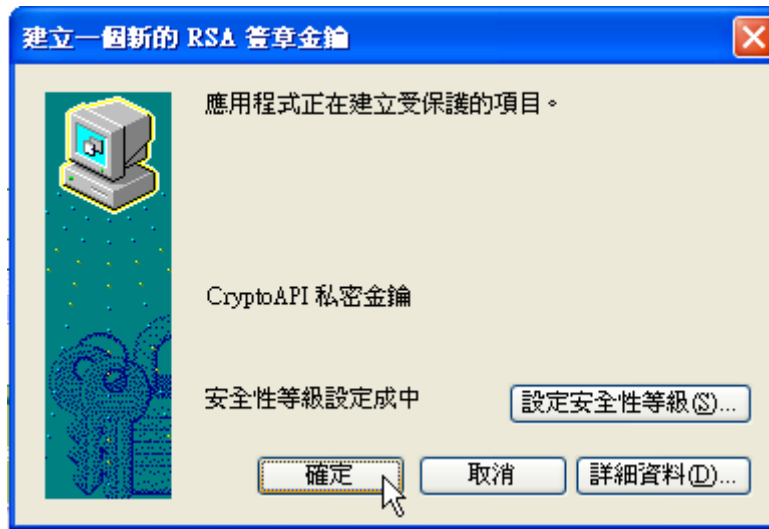 建立一個新的 RSA 簽章金鑰
應用程式正在建立受保護的項目。
CryptoAPI 私密金鑰
安全性等級設定成中
設定安全性等級(S)...
確定
取消
詳細資料(D)...